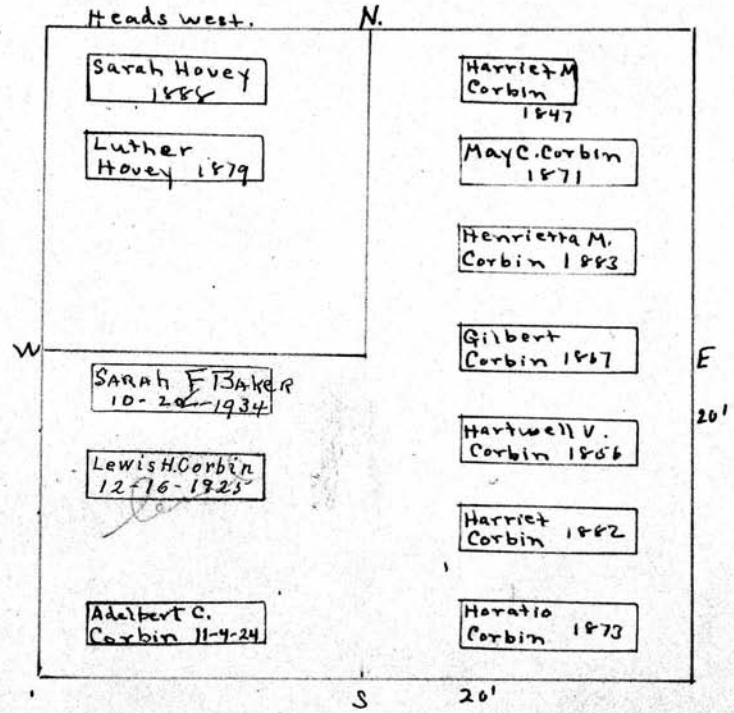 Heads west.
N.
Sarah Hovey
1888
Luther
Hovey 1879
Harriet M
Corbin
1847
May C. Corbin
1871
Henrietta M.
Corbin 1883
Gilbert
Corbin 1867
Hartwell V.
Corbin 1856
Harriet
Corbin 1882
Horatio
Corbin 1873
W
SARAH F BAKER
10-2 -1934
Lewis H. Corbin
12-16-1925
Adelbert C.
Corbin 11-4-24
E
20'
S
20'